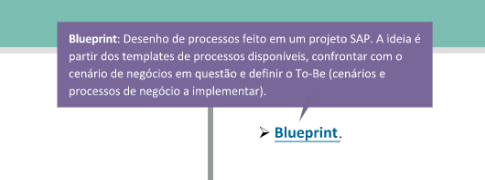 Blueprint: Desenho de processos feito em um projeto SAP. A ideia é
partir dos templates de processos disponíveis, confrontar com o
cenário de negócios em questão e definir o To-Be (cenários e
processos de negócio a implementar).
➢ Blueprint.